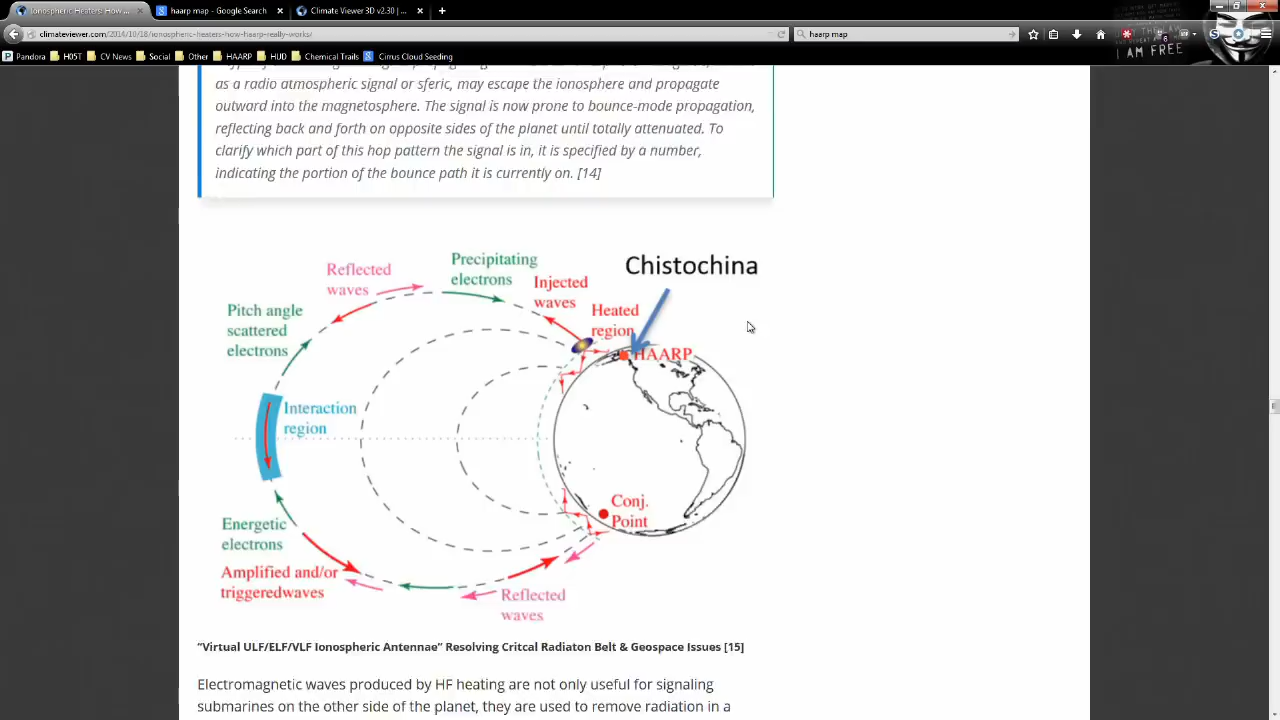 Ionospheric Heaters: How ...
haarp map - Google Search
Climate Viewer 3D v2.30 | ...
climateviewer.com/2014/10/18/ionospheric-heaters-how-haarp-really-works/
haarp map
Pandora
H05T
CV News
Social
Other
HAARP
HUD
Chemical Trails
Cirrus Cloud Seeding
I AM FREE
as a radio atmospheric signal or sferic, may escape the ionosphere and propagate
outward into the magnetosphere. The signal is now prone to bounce-mode propagation,
reflecting back and forth on opposite sides of the planet until totally attenuated. To
clarify which part of this hop pattern the signal is in, it is specified by a number,
indicating the portion of the bounce path it is currently on. [14]
Chistochina
Precipitating
electrons
Reflected
waves
Injected
waves
Heated
region
Pitch angle
scattered
electrons
HAARP
Interaction
region
Conj.
Point
Energetic
electrons
Amplified and/or
triggeredwaves
Reflected
waves
“Virtual ULF/ELF/VLF Ionospheric Antennae” Resolving Critcal Radiaton Belt & Geospace Issues [15]
Electromagnetic waves produced by HF heating are not only useful for signaling
submarines on the other side of the planet, they are used to remove radiation in a